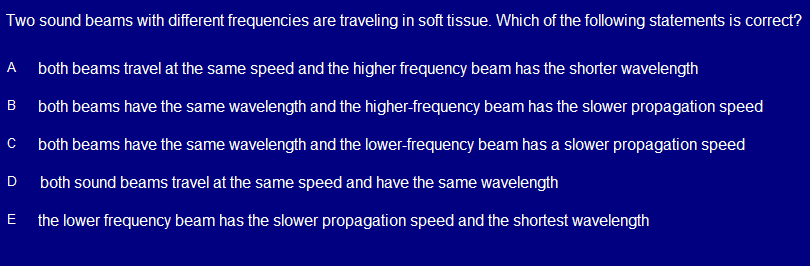 Two sound beams with different frequencies are traveling in soft tissue. Which of the following statements is correct?
A both beams travel at the same speed and the higher frequency beam has the shorter wavelength
B both beams have the same wavelength and the higher-frequency beam has the slower propagation speed
C both beams have the same wavelength and the lower-frequency beam has a slower propagation speed
D both sound beams travel at the same speed and have the same wavelength
E the lower frequency beam has the slower propagation speed and the shortest wavelength